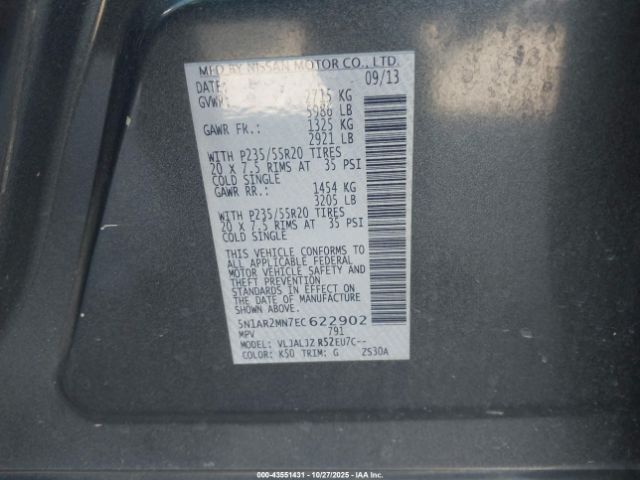 MFD BY NISSAN MOTOR CO., LTD.
DATE: 09/13
GVWR: 2715 KG
5986 LB
GAWR FR.: 1325 KG
2921 LB
WITH P235/55R20 TIRES
20 X 7.5 RIMS AT 35 PSI
COLD SINGLE
GAWR RR.: 1454 KG
3205 LB
WITH P235/55R20 TIRES
20 X 7.5 RIMS AT 35 PSI
COLD SINGLE
THIS VEHICLE CONFORMS TO
ALL APPLICABLE FEDERAL
MOTOR VEHICLE SAFETY AND
THEFT PREVENTION
STANDARDS IN EFFECT ON
THE DATE OF MANUFACTURE
SHOWN ABOVE.
5N1AR2MN7EC622902
MPV 791
MODEL: VLJALJZ R52EU7C--
COLOR: K50 TRIM: G ZS30A
000-43551431 - 10/27/2025 - Copyright © 2025 IAA, Inc.